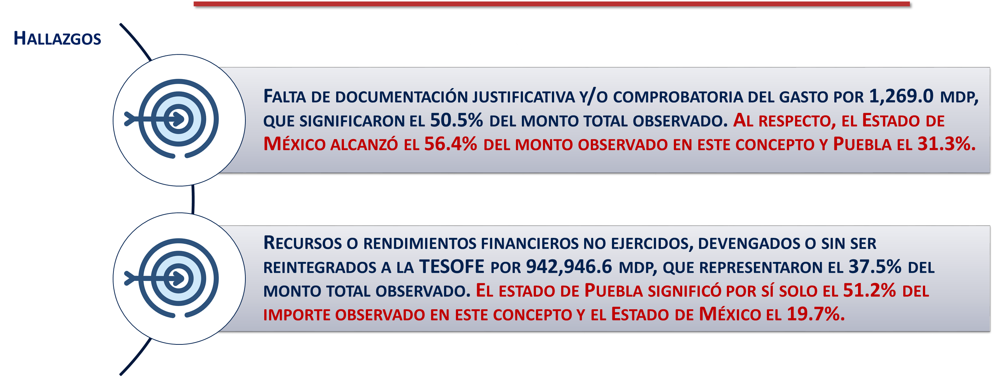 Hallazgos
Falta de documentación justificativa y/o comprobatoria del gasto por 1,269.0 mdp,
que significaron el 50.5% del monto total observado. Al respecto, el Estado de
México alcanzó el 56.4% del monto observado en este concepto y Puebla el 31.3%.
Recursos o rendimientos financieros no ejercidos, devengados o sin ser
reintegrados a la TESOFE por 942,946.6 mdp, que representaron el 37.5% del
monto total observado. El estado de Puebla significó por sí solo el 51.2% del
importe observado en este concepto y el Estado de México el 19.7%.